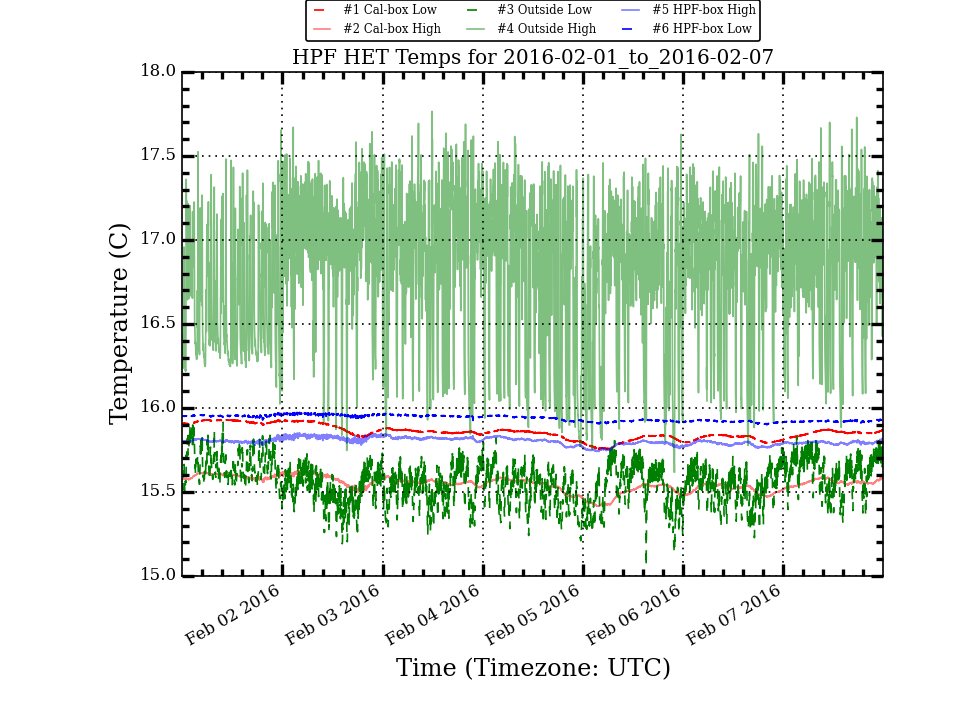 #1 Cal-box Low #3 Outside Low #5 HPF-box High
#2 Cal-box High #4 Outside High #6 HPF-box Low
HPF HET Temps for 2016-02-01_to_2016-02-07
18.0
17.5
17.0
16.5
16.0
15.5
15.0
Temperature (C)
Feb 02 2016
Feb 03 2016
Feb 04 2016
Feb 05 2016
Feb 06 2016
Feb 07 2016
Time (Timezone: UTC)